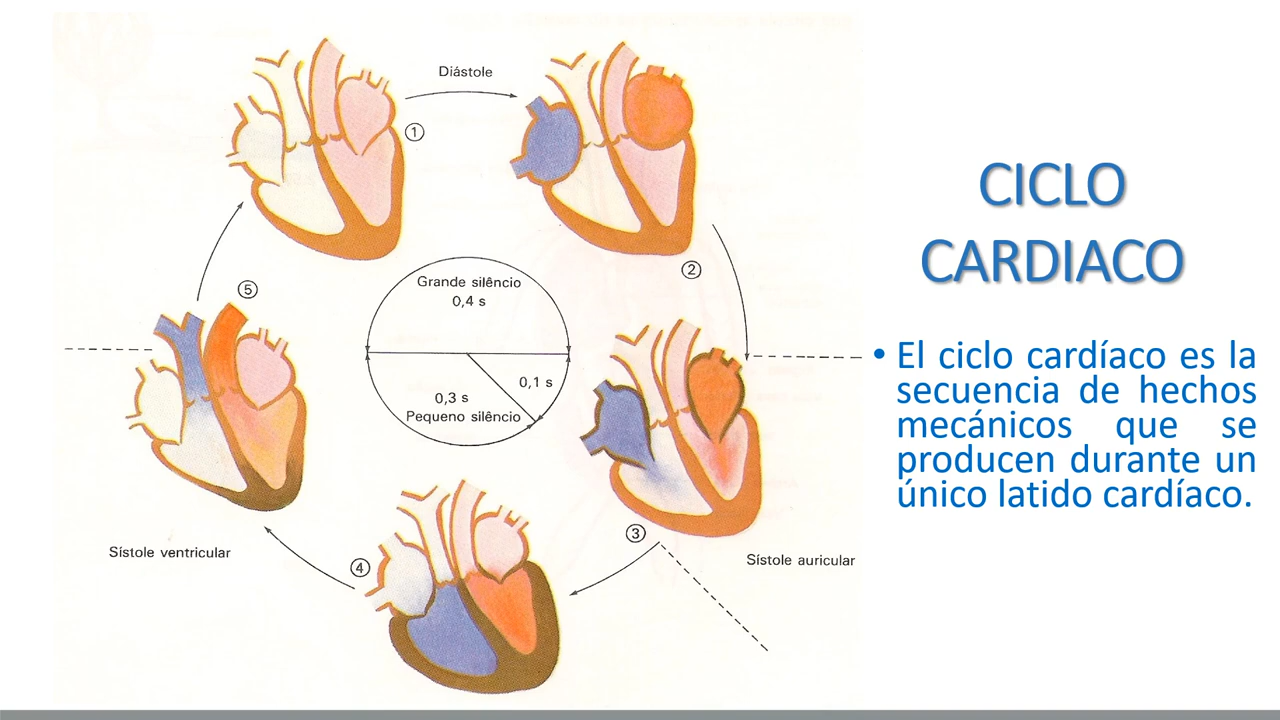 Diástole
①
②
⑤
Grande silêncio
0,4 s
0,1 s
0,3 s
Pequeno silêncio
③
④
Sístole ventricular
Sístole auricular
CICLO
CARDIACO
• El ciclo cardíaco es la
secuencia de hechos
mecánicos que se
producen durante un
único latido cardíaco.